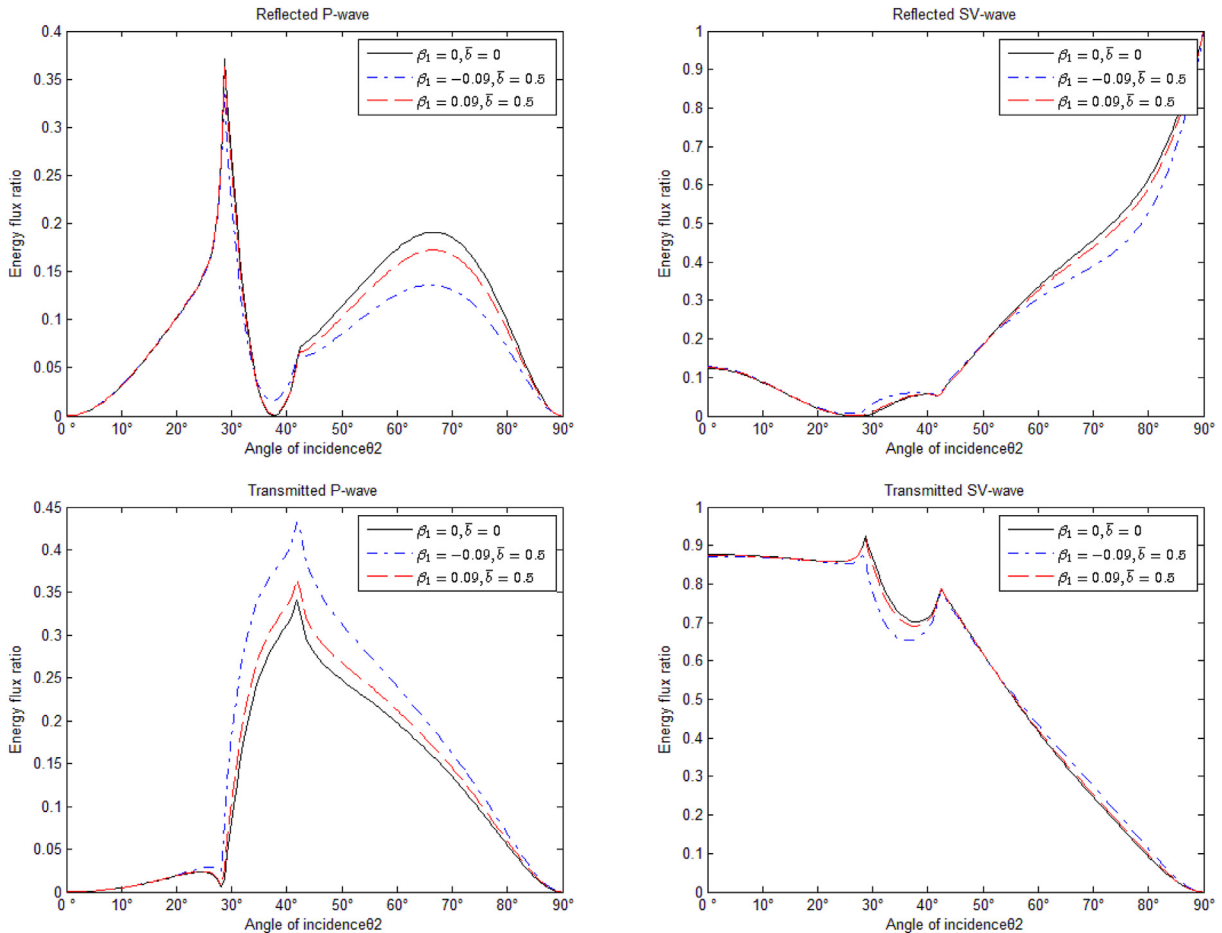 Reflected P-wave
Energy flux ratio
0.4
0.35
0.3
0.25
0.2
0.15
0.1
0.05
0
β₁ = 0, b̅ = 0
β₁ = −0.09, b̅ = 0.5
β₁ = 0.09, b̅ = 0.5
0 ° 10° 20° 30° 40° 50° 60° 70° 80° 90°
Angle of incidenceθ2
Reflected SV-wave
Energy flux ratio
1
0.9
0.8
0.7
0.6
0.5
0.4
0.3
0.2
0.1
0
β₁ = 0, b̅ = 0
β₁ = −0.09, b̅ = 0.5
β₁ = 0.09, b̅ = 0.5
0 ° 10° 20° 30° 40° 50° 60° 70° 80° 90°
Angle of incidenceθ2
Transmitted P-wave
Energy flux ratio
0.45
0.4
0.35
0.3
0.25
0.2
0.15
0.1
0.05
0
β₁ = 0, b̅ = 0
β₁ = −0.09, b̅ = 0.5
β₁ = 0.09, b̅ = 0.5
0 ° 10° 20° 30° 40° 50° 60° 70° 80° 90°
Angle of incidenceθ2
Transmitted SV-wave
Energy flux ratio
1
0.9
0.8
0.7
0.6
0.5
0.4
0.3
0.2
0.1
0
β₁ = 0, b̅ = 0
β₁ = −0.09, b̅ = 0.5
β₁ = 0.09, b̅ = 0.5
0 ° 10° 20° 30° 40° 50° 60° 70° 80° 90°
Angle of incidenceθ2